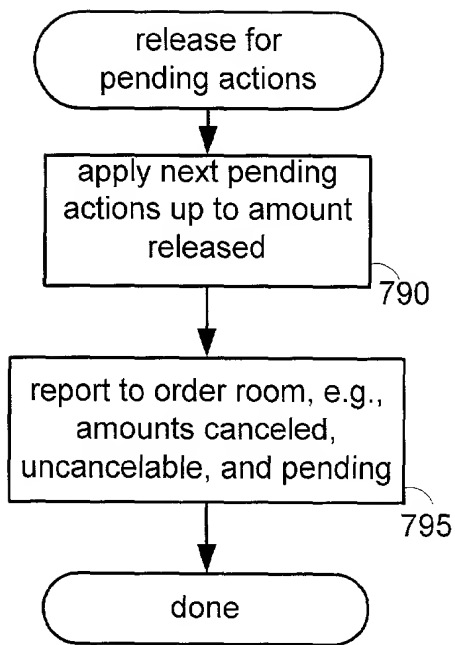 release for
pending actions
apply next pending
actions up to amount
released
790
report to order room, e.g.,
amounts canceled,
uncancelable, and pending
795
done